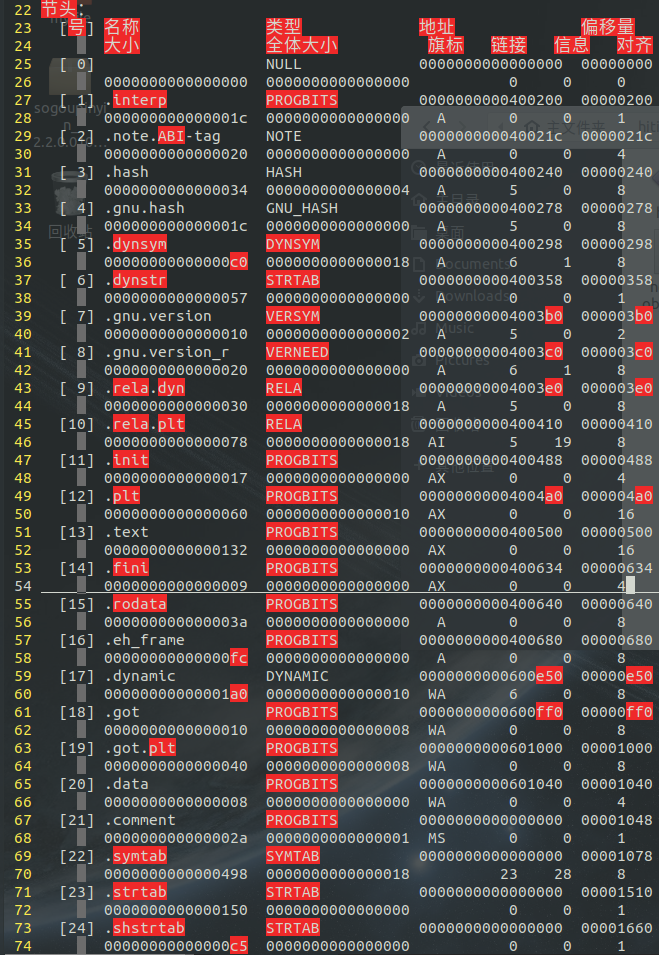 22 节头:
23 [号] 名称 类型 地址 偏移量
24 大小 全体大小 旗标 链接 信息 对齐
25 [ 0] NULL 0000000000000000 00000000
26 0000000000000000 0000000000000000 0 0 0
27 [ 1] .interp PROGBITS 0000000000400200 00000200
28 000000000000001c 0000000000000000 A 0 0 1
29 [ 2] .note.ABI-tag NOTE 000000000040021c 0000021c
30 0000000000000020 0000000000000000 A 0 0 4
31 [ 3] .hash HASH 0000000000400240 00000240
32 0000000000000034 0000000000000004 A 5 0 8
33 [ 4] .gnu.hash GNU_HASH 0000000000400278 00000278
34 000000000000001c 0000000000000000 A 5 0 8
35 [ 5] .dynsym DYNSYM 0000000000400298 00000298
36 00000000000000c0 0000000000000018 A 6 1 8
37 [ 6] .dynstr STRTAB 0000000000400358 00000358
38 0000000000000057 0000000000000000 A 0 0 1
39 [ 7] .gnu.version VERSYM 00000000004003b0 000003b0
40 0000000000000010 0000000000000002 A 5 0 2
41 [ 8] .gnu.version_r VERNEED 00000000004003c0 000003c0
42 0000000000000020 0000000000000000 A 6 1 8
43 [ 9] .rela.dyn RELA 00000000004003e0 000003e0
44 0000000000000030 0000000000000018 A 5 0 8
45 [10] .rela.plt RELA 0000000000400410 00000410
46 0000000000000078 0000000000000018 AI 5 19 8
47 [11] .init PROGBITS 0000000000400488 00000488
48 0000000000000017 0000000000000000 AX 0 0 4
49 [12] .plt PROGBITS 00000000004004a0 000004a0
50 0000000000000060 0000000000000010 AX 0 0 16
51 [13] .text PROGBITS 0000000000400500 00000500
52 0000000000000132 0000000000000000 AX 0 0 16
53 [14] .fini PROGBITS 0000000000400634 00000634
54 0000000000000009 0000000000000000 AX 0 0 4
55 [15] .rodata PROGBITS 0000000000400640 00000640
56 000000000000003a 0000000000000000 A 0 0 8
57 [16] .eh_frame PROGBITS 0000000000400680 00000680
58 00000000000000fc 0000000000000000 A 0 0 8
59 [17] .dynamic DYNAMIC 0000000000600e50 00000e50
60 00000000000001a0 0000000000000010 WA 6 0 8
61 [18] .got PROGBITS 0000000000600ff0 00000ff0
62 0000000000000010 0000000000000008 WA 0 0 8
63 [19] .got.plt PROGBITS 0000000000601000 00001000
64 0000000000000040 0000000000000008 WA 0 0 8
65 [20] .data PROGBITS 0000000000601040 00001040
66 0000000000000008 0000000000000000 WA 0 0 4
67 [21] .comment PROGBITS 0000000000000000 00001048
68 000000000000002a 0000000000000001 MS 0 0 1
69 [22] .symtab SYMTAB 0000000000000000 00001078
70 0000000000000498 0000000000000018 23 28 8
71 [23] .strtab STRTAB 0000000000000000 00001510
72 0000000000000150 0000000000000000 0 0 1
73 [24] .shstrtab STRTAB 0000000000000000 00001660
74 00000000000000c5 0000000000000000 0 0 1
回收站
主文件夹
Documents
Downloads
Music
Pictures